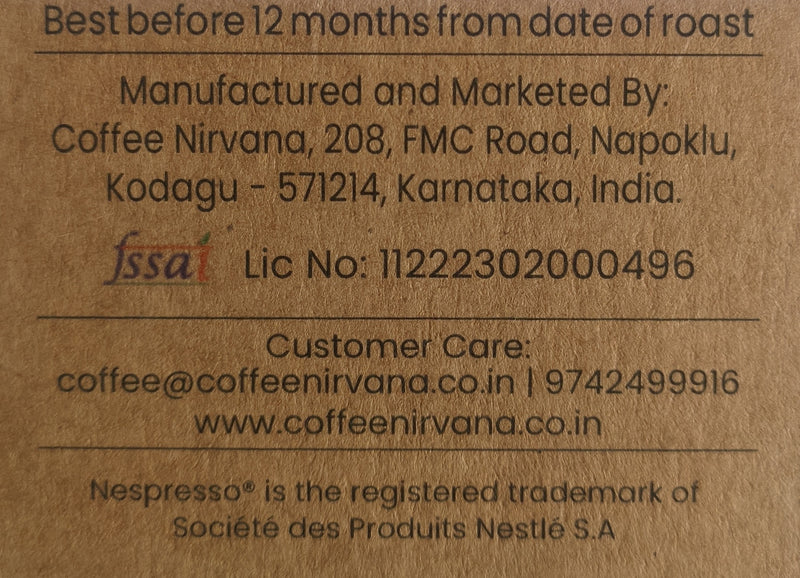 Best before 12 months from date of roast
Manufactured and Marketed By:
Coffee Nirvana, 208, FMC Road, Napoklu,
Kodagu - 571214, Karnataka, India.
fssai Lic No: 11222302000496
Customer Care:
coffee@coffeenirvana.co.in | 9742499916
www.coffeenirvana.co.in
Nespresso® is the registered trademark of
Société des Produits Nestlé S.A